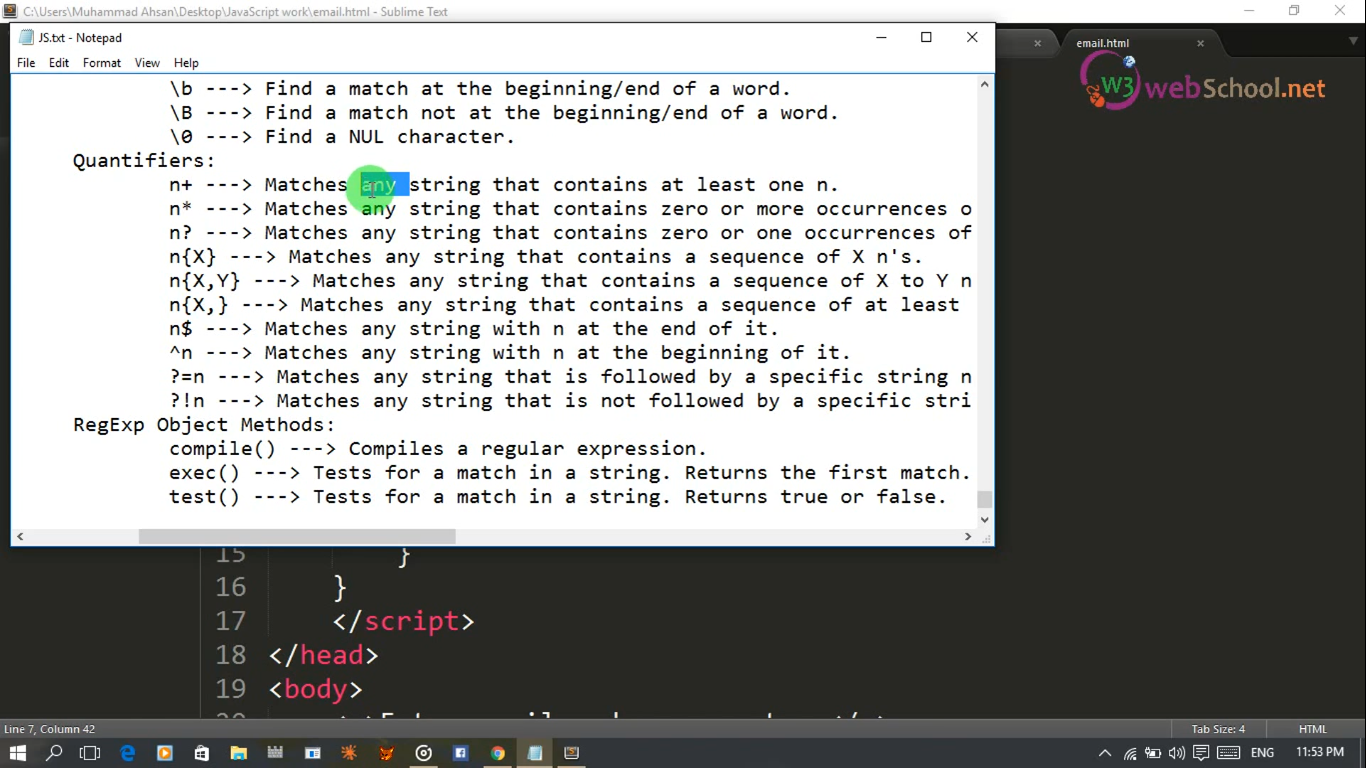 C:\Users\Muhammad Ahsan\Desktop\JavaScript work\email.html - Sublime Text
JS.txt - Notepad
email.html
File Edit Format View Help
W3 webSchool.net
\b ---> Find a match at the beginning/end of a word.
\B ---> Find a match not at the beginning/end of a word.
\0 ---> Find a NUL character.
Quantifiers:
n+ ---> Matches any string that contains at least one n.
n* ---> Matches any string that contains zero or more occurrences o
n? ---> Matches any string that contains zero or one occurrences of
n{X} ---> Matches any string that contains a sequence of X n's.
n{X,Y} ---> Matches any string that contains a sequence of X to Y n
n{X,} ---> Matches any string that contains a sequence of at least
n$ ---> Matches any string with n at the end of it.
^n ---> Matches any string with n at the beginning of it.
?=n ---> Matches any string that is followed by a specific string n
?!n ---> Matches any string that is not followed by a specific stri
RegExp Object Methods:
compile() ---> Compiles a regular expression.
exec() ---> Tests for a match in a string. Returns the first match.
test() ---> Tests for a match in a string. Returns true or false.
15 }
16 }
17 </script>
18 </head>
19 <body>
Line 7, Column 42
Tab Size: 4
HTML
ENG
11:53 PM